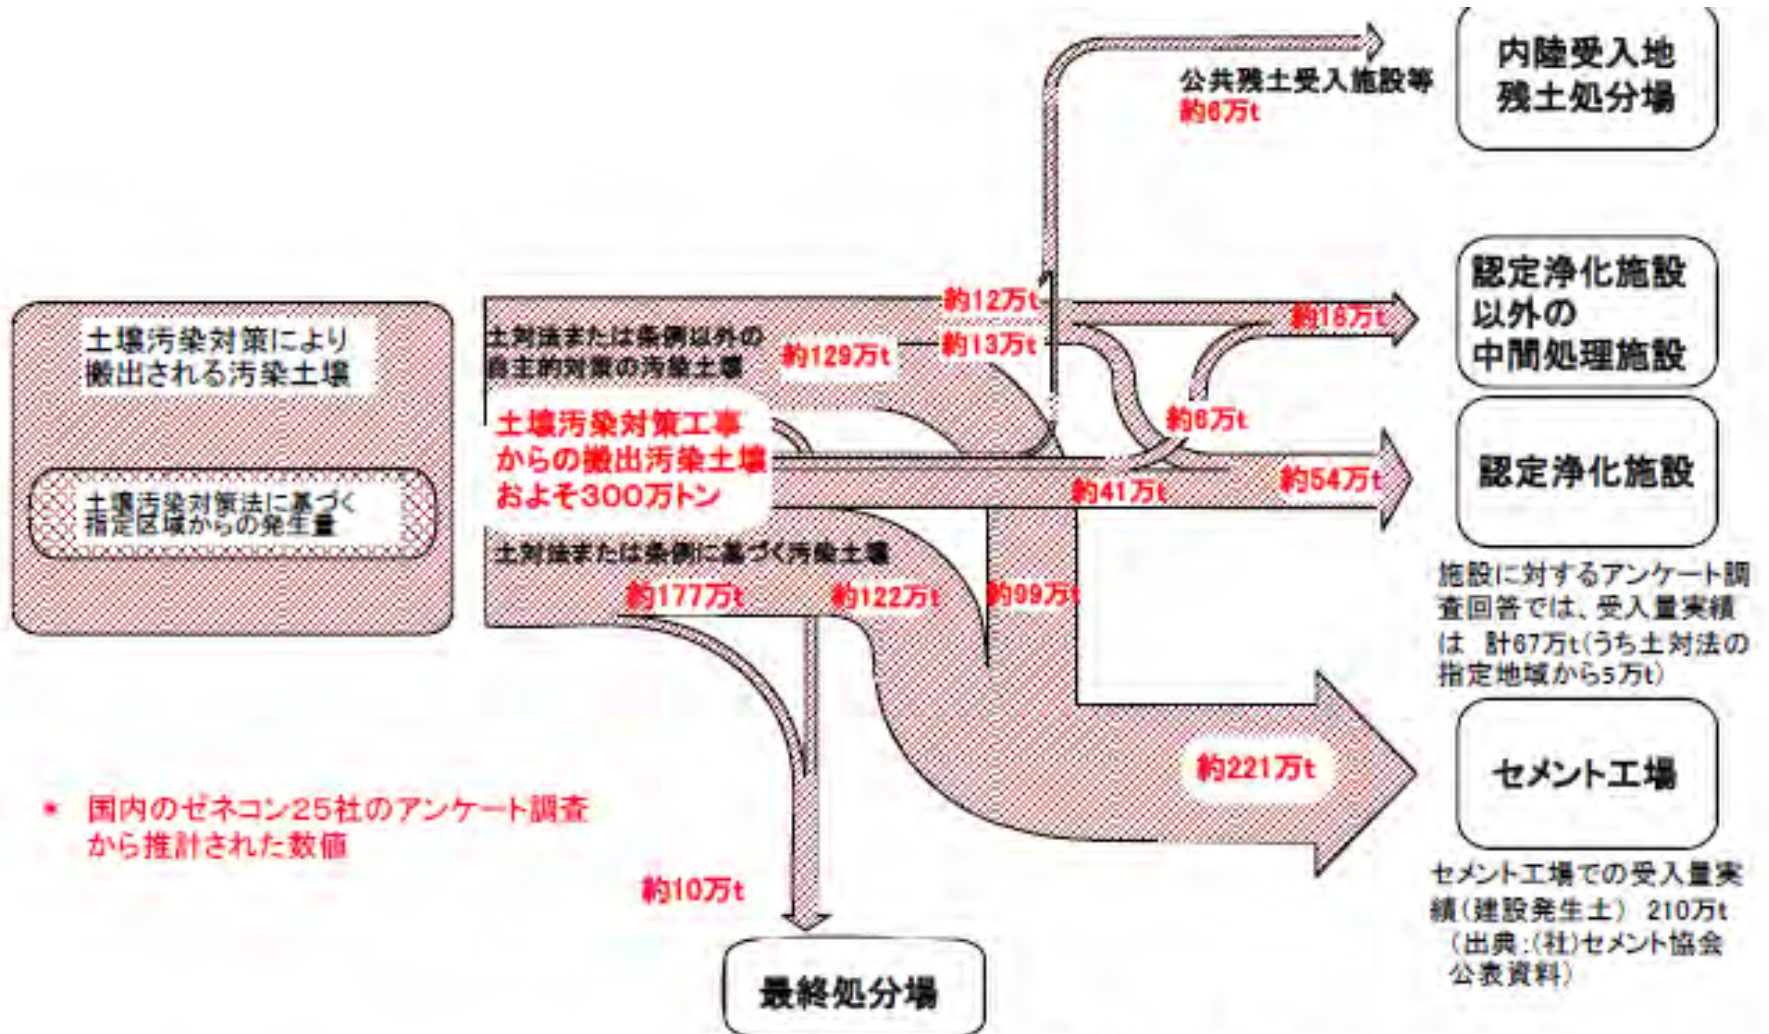 土壌汚染対策により
搬出される汚染土壌
土壌汚染対策法に基づく
指定区域からの発生量
土対法または条例以外の
自主的対策の汚染土壌
約129万t
約12万t
約13万t
土壌汚染対策工事
からの搬出汚染土壌
およそ300万トン
土対法または条例に基づく汚染土壌
約177万t
約122万t
約99万t
約41万t
約6万t
約18万t
約54万t
約221万t
約10万t
公共残土受入施設等
約6万t
内陸受入地
残土処分場
認定浄化施設
以外の
中間処理施設
認定浄化施設
施設に対するアンケート調
査回答では、受入量実績
は 計67万t(うち土対法の
指定地域から5万t)
セメント工場
セメント工場での受入量実
績(建設発生土) 210万t
(出典:(社)セメント協会
公表資料)
最終処分場
* 国内のゼネコン25社のアンケート調査
から推計された数値